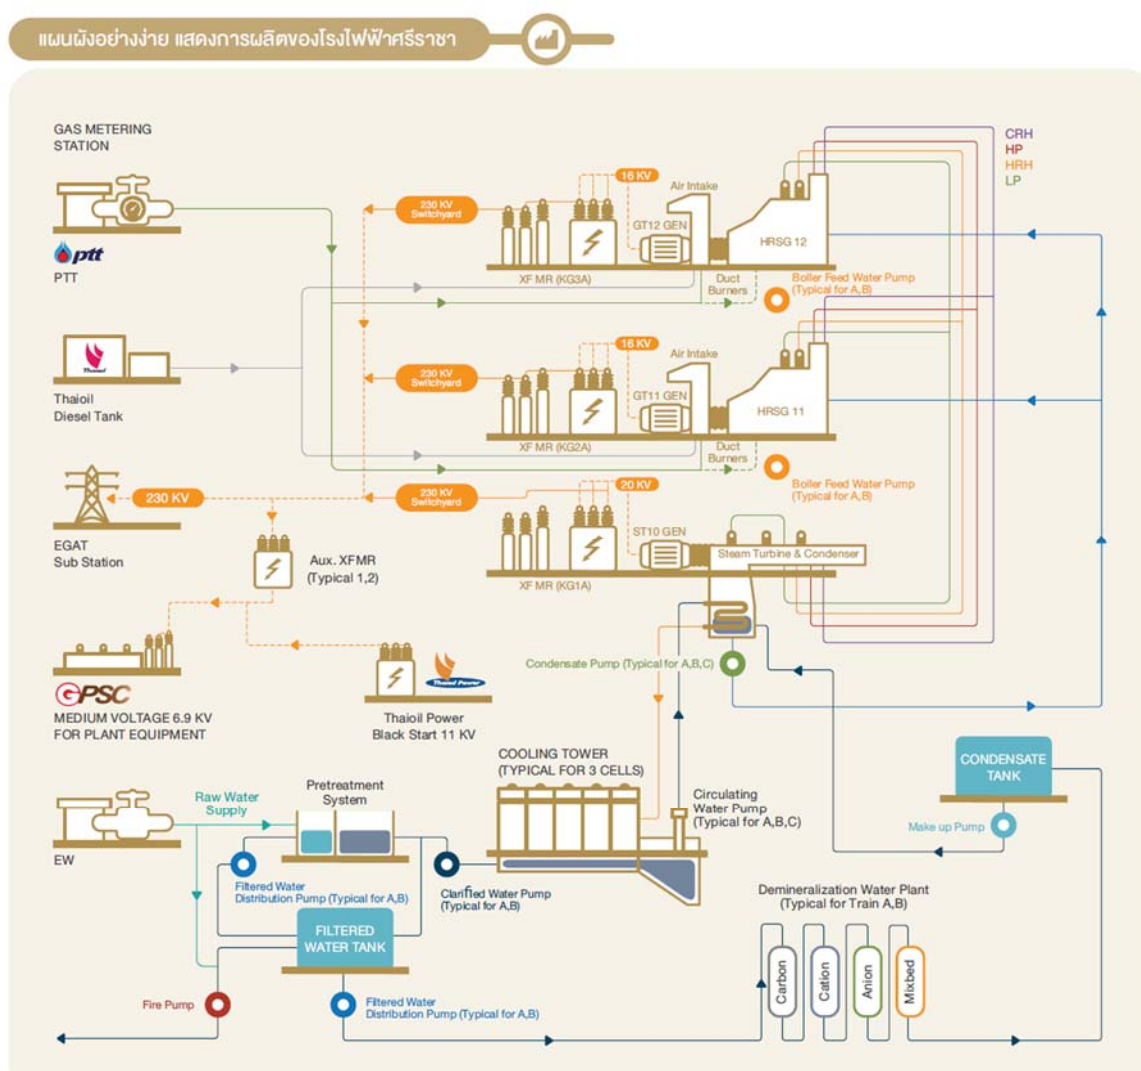 แผนผังอย่างง่าย แสดงการผลิตของโรงไฟฟ้าศรีราชา
GAS METERING
STATION
ptt
PTT
Thaioil
Thaioil
Diesel Tank
230 KV
EGAT
Sub Station
Aux. XFMR
(Typical 1,2)
GPSC
MEDIUM VOLTAGE 6.9 KV
FOR PLANT EQUIPMENT
Thaioil Power
Thaioil Power
Black Start 11 KV
230 KV
Switchyard
16 KV
Air Intake
GT12 GEN
HRSG 12
XF MR (KG3A)
Duct
Burners
Boiler Feed Water Pump
(Typical for A,B)
CRH
HP
HRH
LP
230 KV
Switchyard
16 KV
Air Intake
GT11 GEN
HRSG 11
XF MR (KG2A)
Duct
Burners
Boiler Feed Water Pump
(Typical for A,B)
230 KV
Switchyard
20 KV
ST10 GEN
Steam Turbine & Condenser
XF MR (KG1A)
Condensate Pump (Typical for A,B,C)
COOLING TOWER
(TYPICAL FOR 3 CELLS)
Circulating
Water Pump
(Typical for A,B,C)
CONDENSATE
TANK
Make up Pump
EW
Raw Water
Supply
Pretreatment
System
Filtered Water
Distribution Pump (Typical for A,B)
Clarified Water Pump
(Typical for A,B)
FILTERED
WATER TANK
Fire Pump
Filtered Water
Distribution Pump (Typical for A,B)
Demineralization Water Plant
(Typical for Train A,B)
Carbon
Cation
Anion
Mixbed